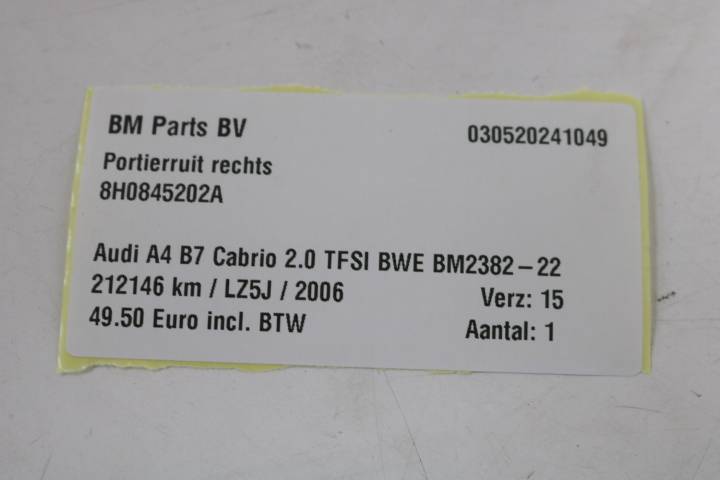 BM Parts BV 030520241049
Portierruit rechts
8H0845202A
Audi A4 B7 Cabrio 2.0 TFSI BWE BM2382-22
212146 km / LZ5J / 2006 Verz: 15
49.50 Euro incl. BTW Aantal: 1